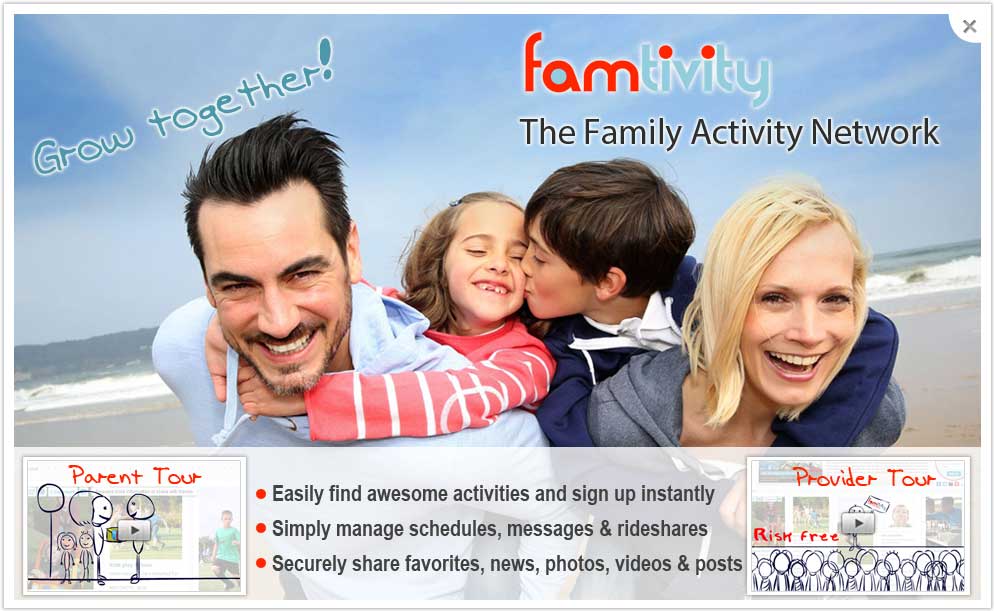 Grow together!
famtivity
The Family Activity Network
Parent Tour
• Easily find awesome activities and sign up instantly
• Simply manage schedules, messages & rideshares
• Securely share favorites, news, photos, videos & posts
Provider Tour
Risk Free